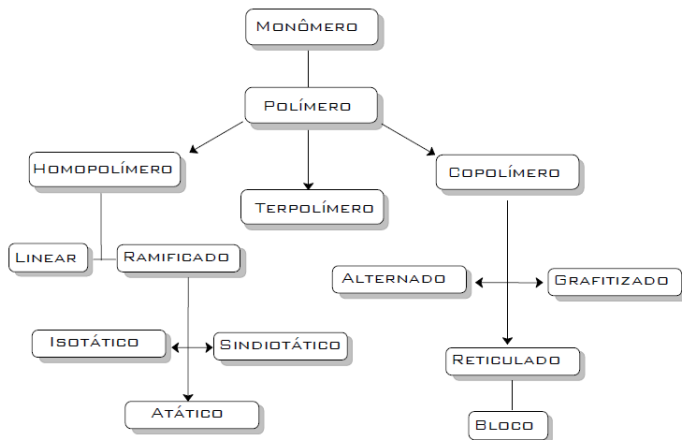 MONÔMERO
POLÍMERO
HOMOPOLÍMERO
TERPOLÍMERO
COPOLÍMERO
LINEAR
RAMIFICADO
ALTERNADO
GRAFITIZADO
ISOTÁTICO
SINDIOTÁTICO
RETICULADO
ATÁTICO
BLOCO